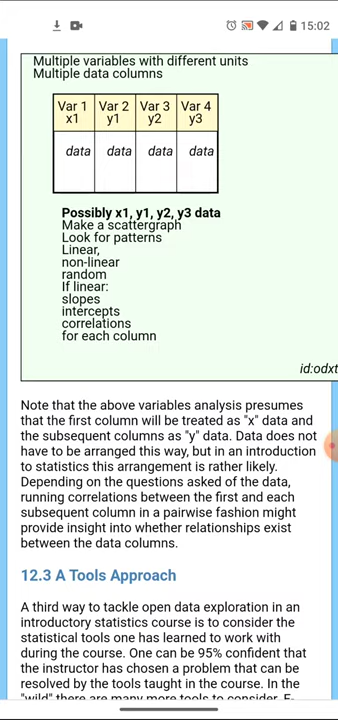 15:02
Multiple variables with different units
Multiple data columns
Var 1 Var 2 Var 3 Var 4
x1 y1 y2 y3
data data data data
Possibly x1, y1, y2, y3 data
Make a scattergraph
Look for patterns
Linear,
non-linear
random
If linear:
slopes
intercepts
correlations
for each column
id:odxt
Note that the above variables analysis presumes
that the first column will be treated as "x" data and
the subsequent columns as "y" data. Data does not
have to be arranged this way, but in an introduction
to statistics this arrangement is rather likely.
Depending on the questions asked of the data,
running correlations between the first and each
subsequent column in a pairwise fashion might
provide insight into whether relationships exist
between the data columns.
12.3 A Tools Approach
A third way to tackle open data exploration in an
introductory statistics course is to consider the
statistical tools one has learned to work with
during the course. One can be 95% confident that
the instructor has chosen a problem that can be
resolved by the tools taught in the course. In the
"wild" there are many more tools to consider. F-